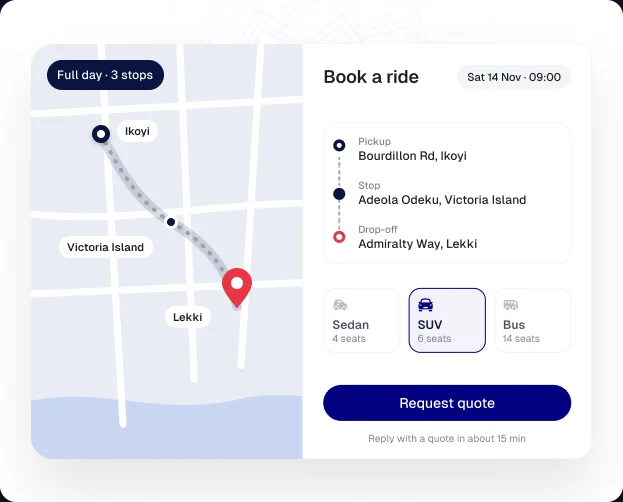 Full day · 3 stops
Ikoyi
Victoria Island
Lekki
Book a ride
Sat 14 Nov · 09:00
Pickup
Bourdillon Rd, Ikoyi
Stop
Adeola Odeku, Victoria Island
Drop-off
Admiralty Way, Lekki
Sedan
4 seats
SUV
6 seats
Bus
14 seats
Request quote
Reply with a quote in about 15 min